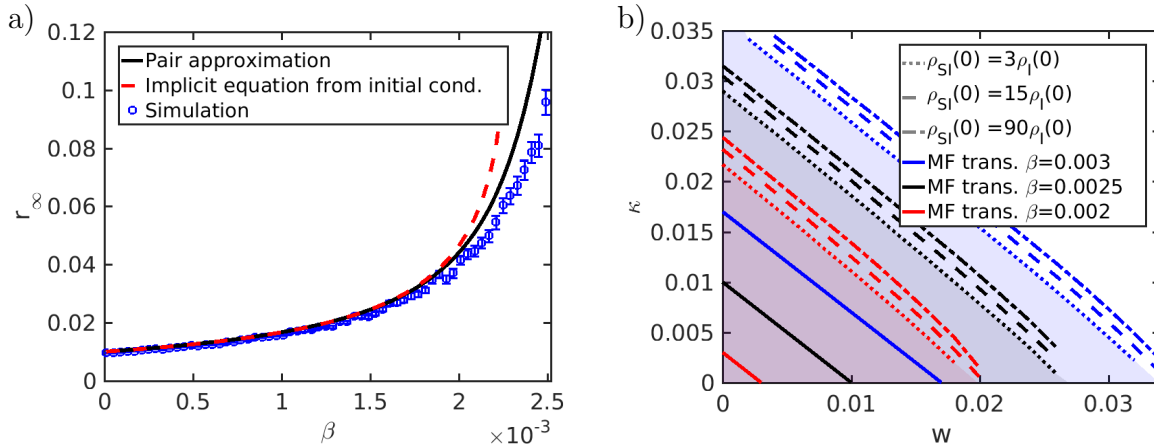 a)
0.12
0.10
0.08
0.06
0.04
0.02
0
r∞
Pair approximation
Implicit equation from initial cond.
Simulation
0 0.5 1 1.5 2 2.5
β
×10⁻³
b)
0.035
0.03
0.025
0.02
0.015
0.01
0.005
0
κ
ρSI(0) =3ρI(0)
ρSI(0) =15ρI(0)
ρSI(0) =90ρI(0)
MF trans. β=0.003
MF trans. β=0.0025
MF trans. β=0.002
0 0.01 0.02 0.03
w